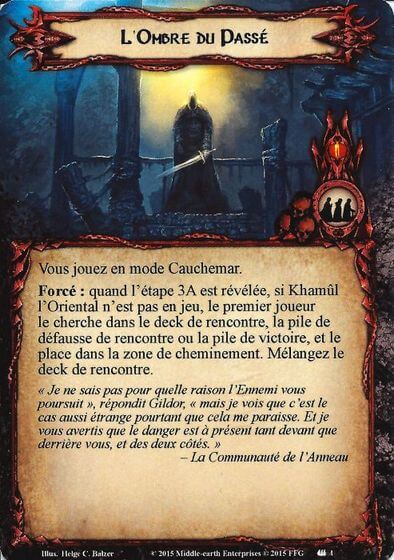 L'Ombre du Passé
Vous jouez en mode Cauchemar.
Forcé : quand l'étape 3A est révélée, si Khamûl
l'Oriental n'est pas en jeu, le premier joueur
le cherche dans le deck de rencontre, la pile de
défausse de rencontre ou la pile de victoire, et
le place dans la zone de cheminement. Mélangez le
deck de rencontre.
« Je ne sais pas pour quelle raison l'Ennemi vous
poursuit », répondit Gildor, « mais je vois que c'est le
cas aussi étrange pourtant que cela me paraisse. Et je
vous avertis que le danger est à présent tant devant que
derrière vous, et des deux côtés. »
– La Communauté de l'Anneau
Illus. Helge C. Balzer © 2015 Middle-earth Enterprises © 2015 FFG 1